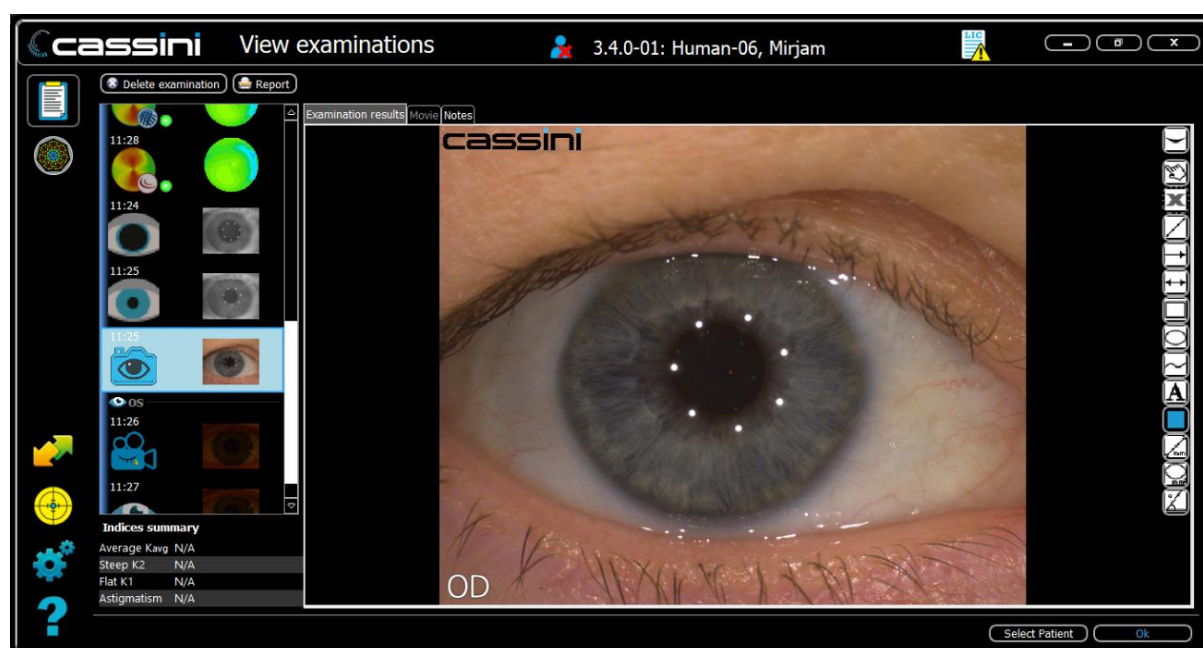 cassini View examinations 3.4.0-01: Human-06, Mirjam LIC
Delete examination Report
Examination results Movie Notes
11:28
11:24
11:25
11:25
OS
11:26
11:27
cassini
OD
A
mm
Indices summary
Average Kavg N/A
Steep K2 N/A
Flat K1 N/A
Astigmatism N/A
?
Select Patient Ok